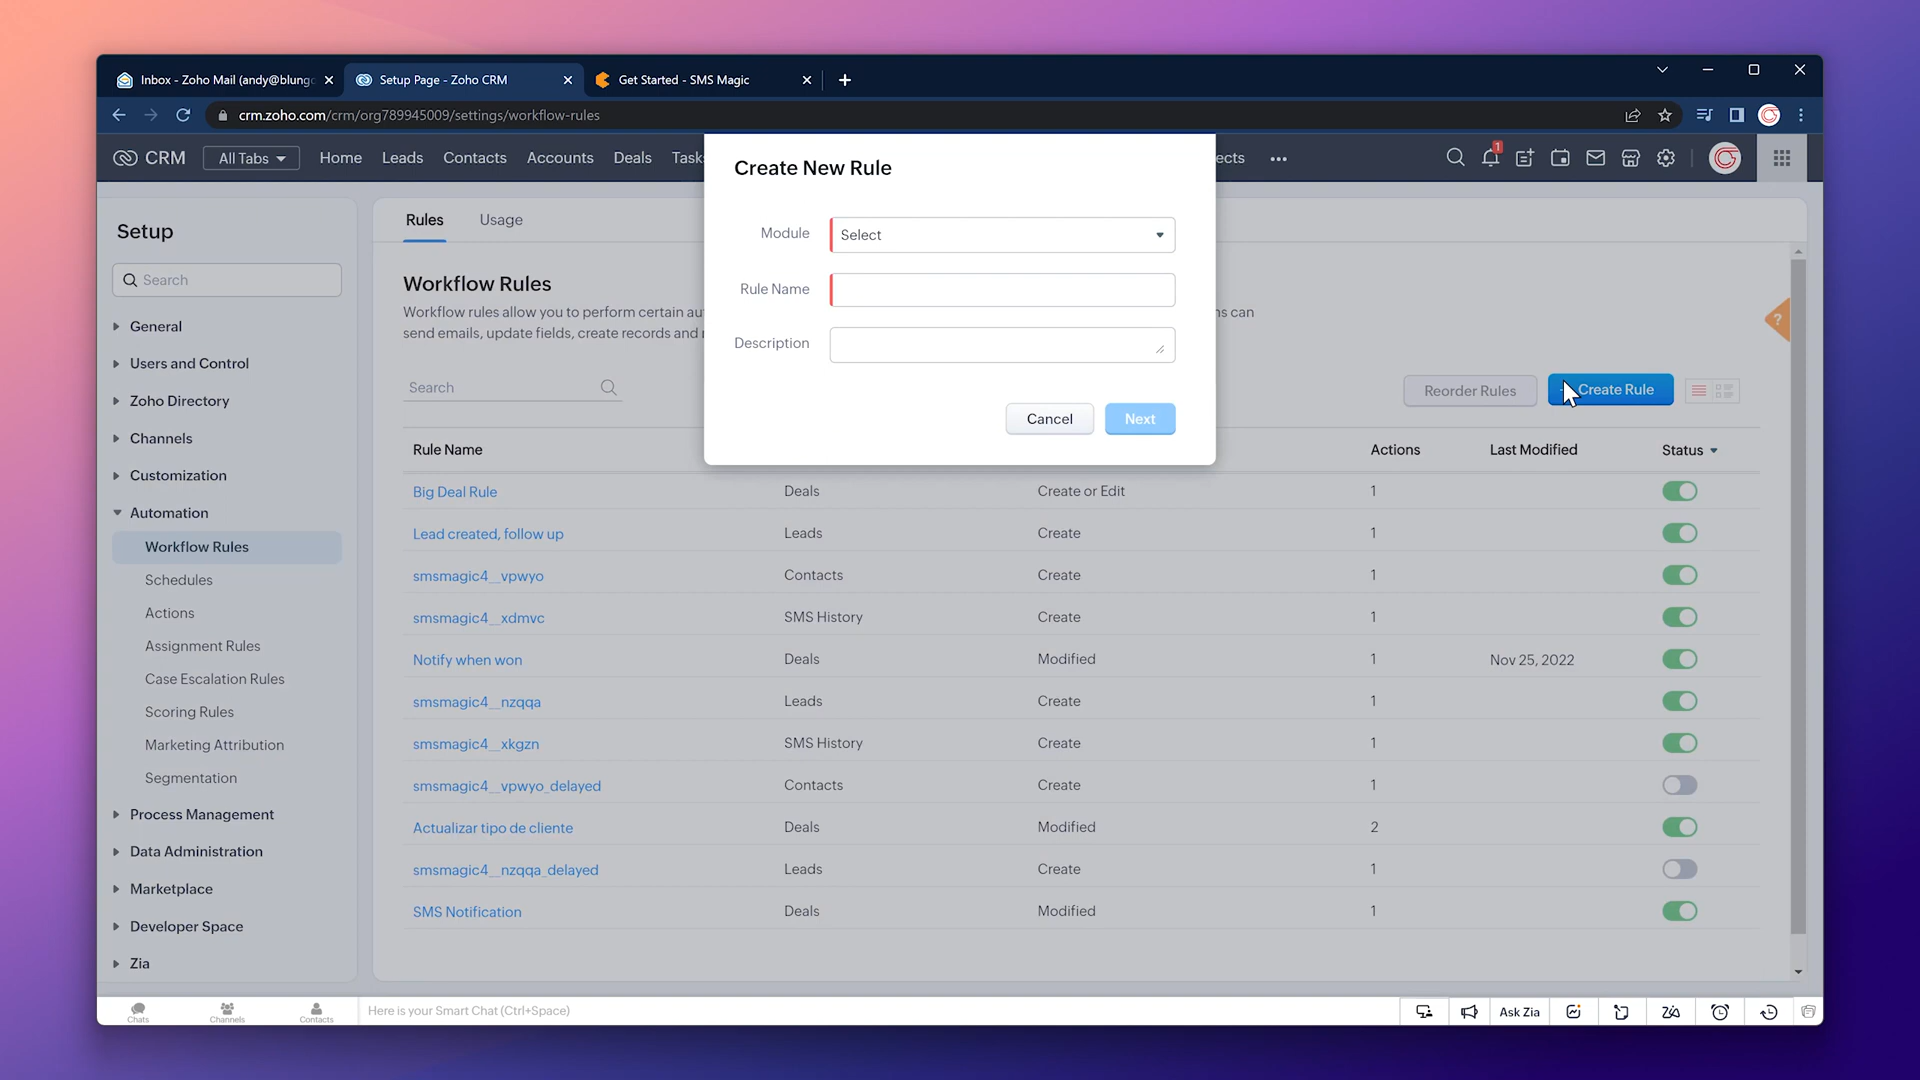 Inbox - Zoho Mail (andy@blungo
Setup Page - Zoho CRM
Get Started - SMS Magic
crm.zoho.com/crm/org789945009/settings/workflow-rules
CRM
All Tabs
Home
Leads
Contacts
Accounts
Deals
Tasks
ects
1
Create New Rule
Module
Select
Rule Name
Description
Cancel
Next
Setup
Search
General
Users and Control
Zoho Directory
Channels
Customization
Automation
Workflow Rules
Schedules
Actions
Assignment Rules
Case Escalation Rules
Scoring Rules
Marketing Attribution
Segmentation
Process Management
Data Administration
Marketplace
Developer Space
Zia
Rules
Usage
Workflow Rules
Workflow rules allow you to perform certain au
ns can
send emails, update fields, create records and
?
Search
Reorder Rules
Create Rule
Rule Name
Actions
Last Modified
Status
Big Deal Rule Deals Create or Edit 1
Lead created, follow up Leads Create 1
smsmagic4__vpwyo Contacts Create 1
smsmagic4__xdmvc SMS History Create 1
Notify when won Deals Modified 1 Nov 25, 2022
smsmagic4__nzqqa Leads Create 1
smsmagic4__xkgzn SMS History Create 1
smsmagic4__vpwyo_delayed Contacts Create 1
Actualizar tipo de cliente Deals Modified 2
smsmagic4__nzqqa_delayed Leads Create 1
SMS Notification Deals Modified 1
Chats
Channels
Contacts
Here is your Smart Chat (Ctrl+Space)
Ask Zia